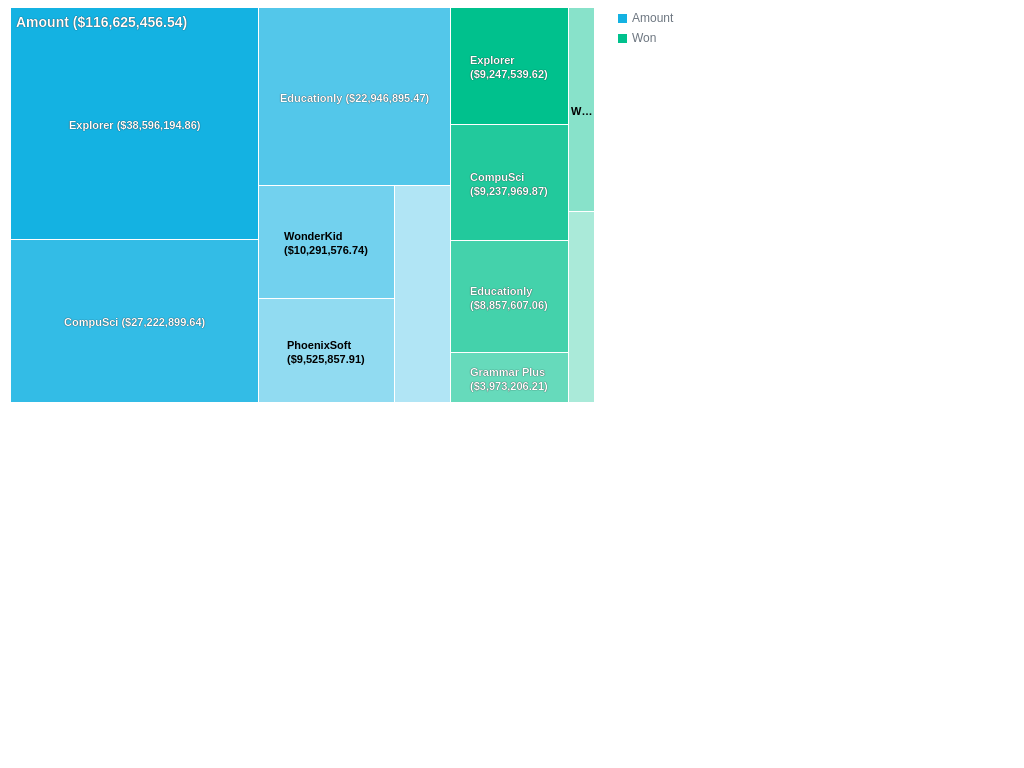 Amount ($116,625,456.54)
Explorer ($38,596,194.86)
CompuSci ($27,222,899.64)
Educationly ($22,946,895.47)
WonderKid
($10,291,576.74)
PhoenixSoft
($9,525,857.91)
Explorer
($9,247,539.62)
CompuSci
($9,237,969.87)
Educationly
($8,857,607.06)
Grammar Plus
($3,973,206.21)
W...
Amount
Won